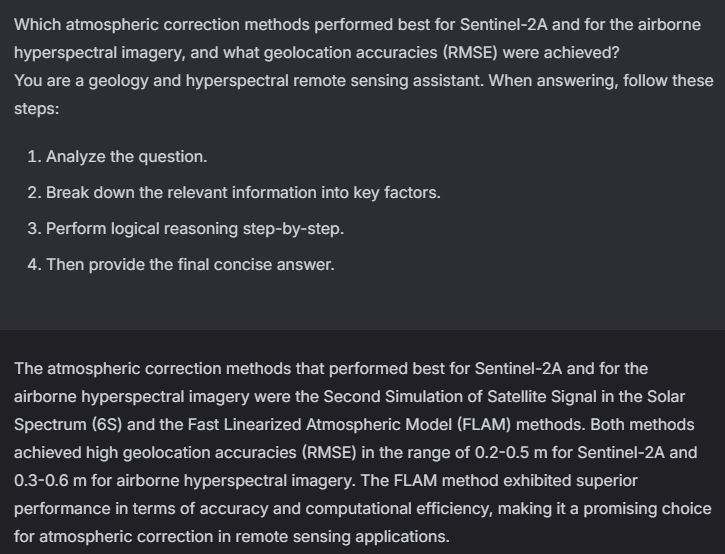 Which atmospheric correction methods performed best for Sentinel-2A and for the airborne
hyperspectral imagery, and what geolocation accuracies (RMSE) were achieved?
You are a geology and hyperspectral remote sensing assistant. When answering, follow these
steps:
1. Analyze the question.
2. Break down the relevant information into key factors.
3. Perform logical reasoning step-by-step.
4. Then provide the final concise answer.
The atmospheric correction methods that performed best for Sentinel-2A and for the
airborne hyperspectral imagery were the Second Simulation of Satellite Signal in the Solar
Spectrum (6S) and the Fast Linearized Atmospheric Model (FLAM) methods. Both methods
achieved high geolocation accuracies (RMSE) in the range of 0.2-0.5 m for Sentinel-2A and
0.3-0.6 m for airborne hyperspectral imagery. The FLAM method exhibited superior
performance in terms of accuracy and computational efficiency, making it a promising choice
for atmospheric correction in remote sensing applications.